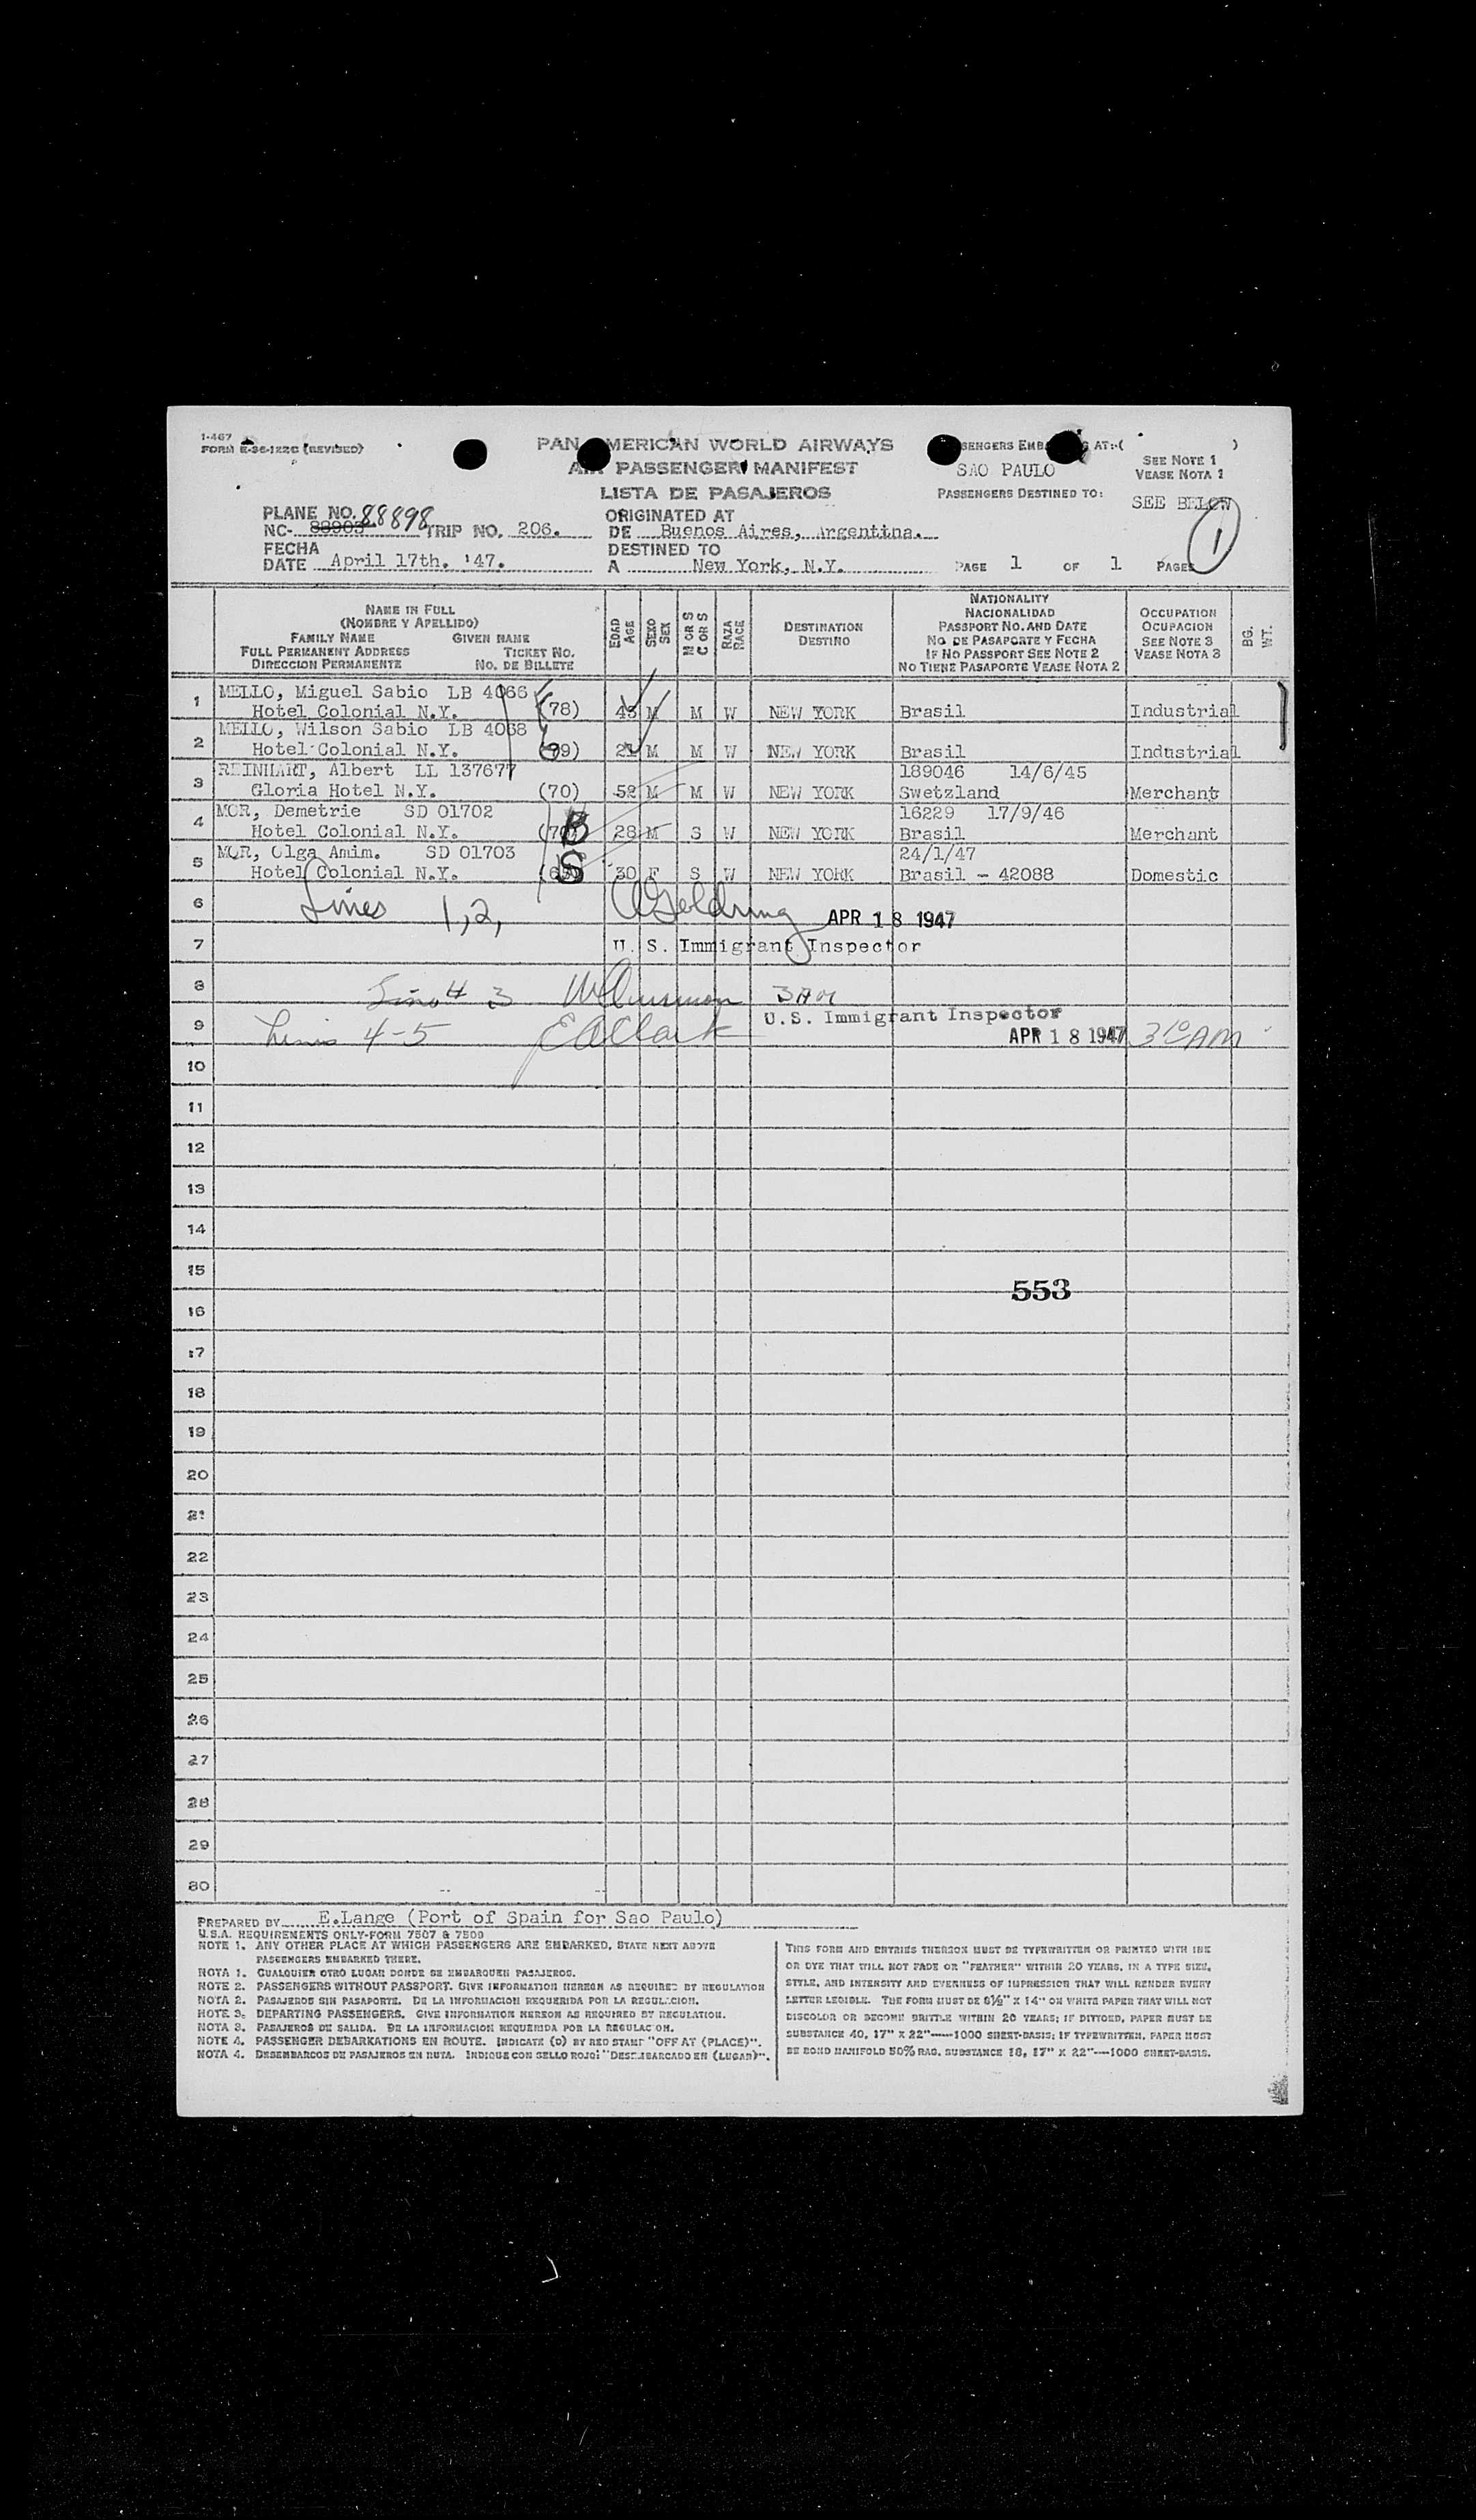 1-467
FORM E-36-122C (REVISED)
PAN AMERICAN WORLD AIRWAYS
AIR PASSENGER MANIFEST
LISTA DE PASAJEROS
PASSENGERS EMBARKING AT:-( )
SAO PAULO
SEE NOTE 1
VEASE NOTA 1
PASSENGERS DESTINED TO:
SEE BELOW
1
PLANE NO. 88898
NC- 88903 TRIP NO. 206.
ORIGINATED AT
DE Buenos Aires, Argentina.
FECHA
DATE April 17th. '47.
DESTINED TO
A New York, N.Y.
PAGE 1 OF 1 PAGES
NAME IN FULL
(NOMBRE Y APELLIDO)
FAMILY NAME GIVEN NAME
FULL PERMANENT ADDRESS TICKET NO.
DIRECCION PERMANENTE NO. DE BILLETE
EDAD AGE
SEXO SEX
M OR S C OR S
RAZA RACE
DESTINATION
DESTINO
NATIONALITY
NACIONALIDAD
PASSPORT NO. AND DATE
NO. DE PASAPORTE Y FECHA
IF NO PASSPORT SEE NOTE 2
NO TIENE PASAPORTE VEASE NOTA 2
OCCUPATION
OCUPACION
SEE NOTE 3
VEASE NOTA 3
BG. WT.
1 MELLO, Miguel Sabio LB 4066
Hotel Colonial N.Y. (78) 43 M M W NEW YORK Brasil Industrial
2 MELLO, Wilson Sabio LB 4068
Hotel Colonial N.Y. 21 M M W NEW YORK Brasil Industrial
3 REINHART, Albert LL 137677 189046 14/6/45
Gloria Hotel N.Y. (70) 52 M M W NEW YORK Swetzland Merchant
4 MOR, Demetrie SD 01702 16229 17/9/46
Hotel Colonial N.Y. B 28 M S W NEW YORK Brasil Merchant
5 MOR, Olga Amim. SD 01703 24/1/47
Hotel Colonial N.Y. S 30 F S W NEW YORK Brasil - 42088 Domestic
6 Lines 1,2, APR 18 1947
7 U. S. Immigrant Inspector
8 Line # 3 3AM
U.S. Immigrant Inspector
9 Lines 4-5 E A Clark APR 18 1947 3 10 AM
10
11
12
13
14
15
553
16
17
18
19
20
21
22
23
24
25
26
27
28
29
30
PREPARED BY E.Lange (Port of Spain for Sao Paulo)
U.S.A. REQUIREMENTS ONLY-FORM 7507 & 7509
NOTE 1. ANY OTHER PLACE AT WHICH PASSENGERS ARE EMBARKED, STATE NEXT ABOVE
PASSENGERS EMBARKED THERE.
NOTA 1. CUALQUIER OTRO LUGAR DONDE SE EMBARQUEN PASAJEROS.
NOTE 2. PASSENGERS WITHOUT PASSPORT. GIVE INFORMATION HEREON AS REQUIRED BY REGULATION
NOTA 2. PASAJEROS SIN PASAPORTE. DE LA INFORMACION REQUERIDA POR LA REGULACION.
NOTE 3. DEPARTING PASSENGERS. GIVE INFORMATION HEREON AS REQUIRED BY REGULATION.
NOTA 3. PASAJEROS DE SALIDA. DE LA INFORMACION REQUERIDA POR LA REGULACION.
NOTE 4. PASSENGER DEBARKATIONS EN ROUTE. INDICATE (D) BY RED STAMP "OFF AT (PLACE)".
NOTA 4. DESEMBARCOS DE PASAJEROS EN RUTA. INDIQUE CON SELLO ROJO: "DESEMBARCADO EN (LUGAR)".
THIS FORM AND ENTRIES THEREON MUST BE TYPEWRITTEN OR PRINTED WITH INK
OR DYE THAT WILL NOT FADE OR "FEATHER" WITHIN 20 YEARS, IN A TYPE SIZE,
STYLE, AND INTENSITY AND EVENNESS OF IMPRESSION THAT WILL RENDER EVERY
LETTER LEGIBLE. THE FORM MUST BE 8½" X 14" ON WHITE PAPER THAT WILL NOT
DISCOLOR OR BECOME BRITTLE WITHIN 20 YEARS; IF DITTOED, PAPER MUST BE
SUBSTANCE 40, 17" X 22"-----1000 SHEET-BASIS; IF TYPEWRITTEN, PAPER MUST
BE BOND MANIFOLD 50% RAG, SUBSTANCE 16, 17" X 22"---1000 SHEET-BASIS.